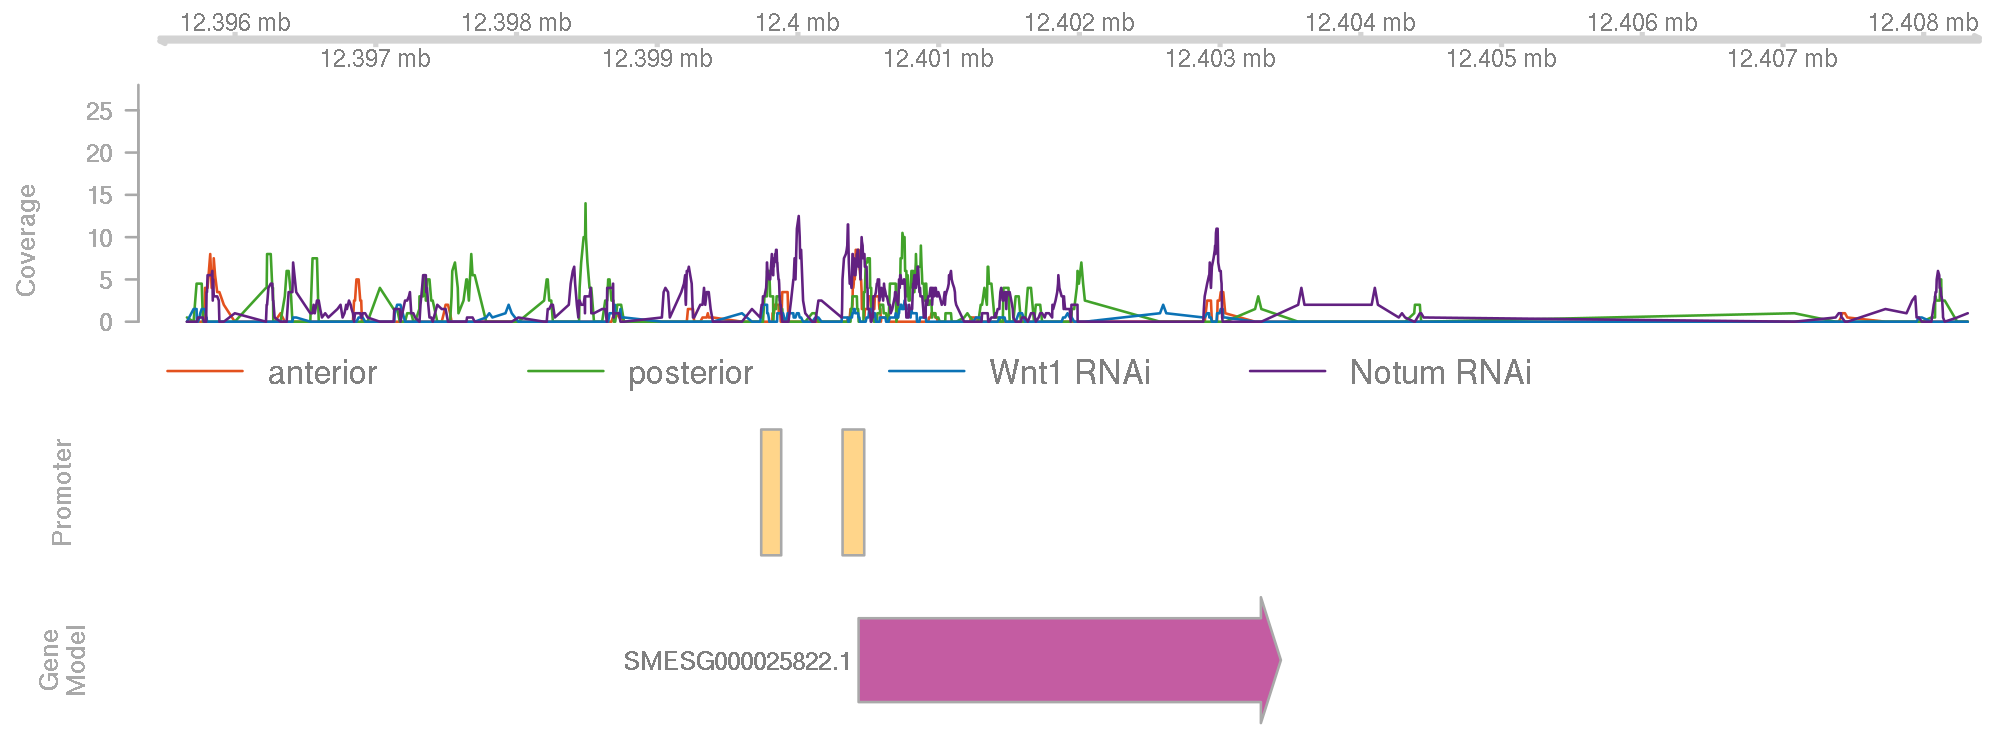 12.396 mb 12.398 mb 12.4 mb 12.402 mb 12.404 mb 12.406 mb 12.408 mb
12.397 mb 12.399 mb 12.401 mb 12.403 mb 12.405 mb 12.407 mb
Coverage
25
20
15
10
5
0
anterior posterior Wnt1 RNAi Notum RNAi
Promoter
Gene
Model
SMESG000025822.1